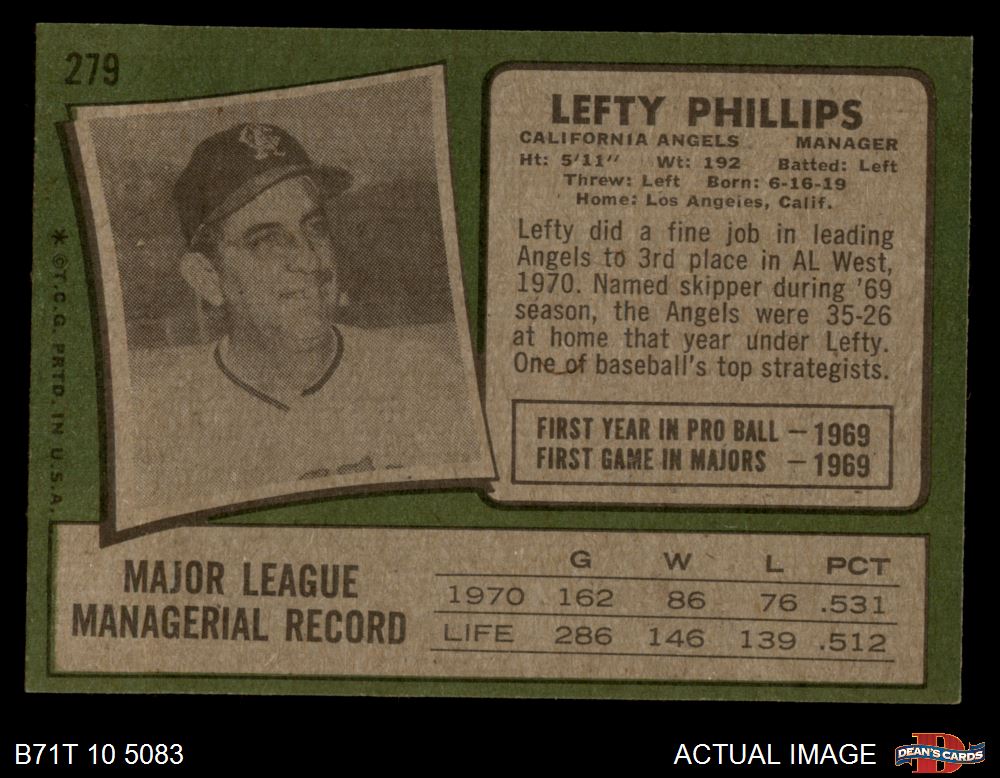 279
* ©T.C.G. PRTD. IN U.S.A.
LEFTY PHILLIPS
CALIFORNIA ANGELS MANAGER
Ht: 5'11" Wt: 192 Batted: Left
Threw: Left Born: 6-16-19
Home: Los Angeles, Calif.
Lefty did a fine job in leading
Angels to 3rd place in AL West,
1970. Named skipper during '69
season, the Angels were 35-26
at home that year under Lefty.
One of baseball's top strategists.
FIRST YEAR IN PRO BALL — 1969
FIRST GAME IN MAJORS — 1969
MAJOR LEAGUE
MANAGERIAL RECORD
G W L PCT
1970 162 86 76 .531
LIFE 286 146 139 .512
B71T 10 5083
ACTUAL IMAGE
D
DEAN'S CARDS